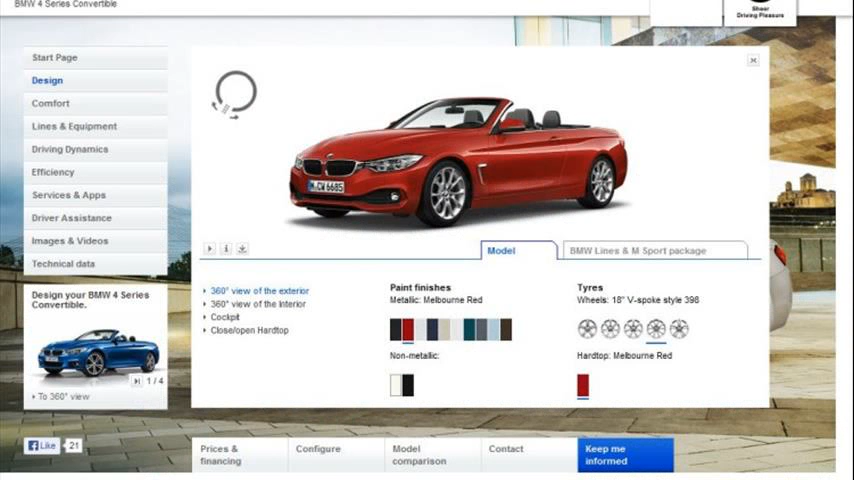 BMW 4 Series Convertible
Sheer
Driving Pleasure
Start Page
Design
Comfort
Lines & Equipment
Driving Dynamics
Efficiency
Services & Apps
Driver Assistance
Images & Videos
Technical data
Design your BMW 4 Series
Convertible.
1 / 4
To 360° view
Like 21
M CW 6685
Model
BMW Lines & M Sport package
360° view of the exterior
360° view of the Interior
Cockpit
Close/open Hardtop
Paint finishes
Metallic: Melbourne Red
Non-metallic:
Tyres
Wheels: 18" V-spoke style 398
Hardtop: Melbourne Red
Prices &
financing
Configure
Model
comparison
Contact
Keep me
informed